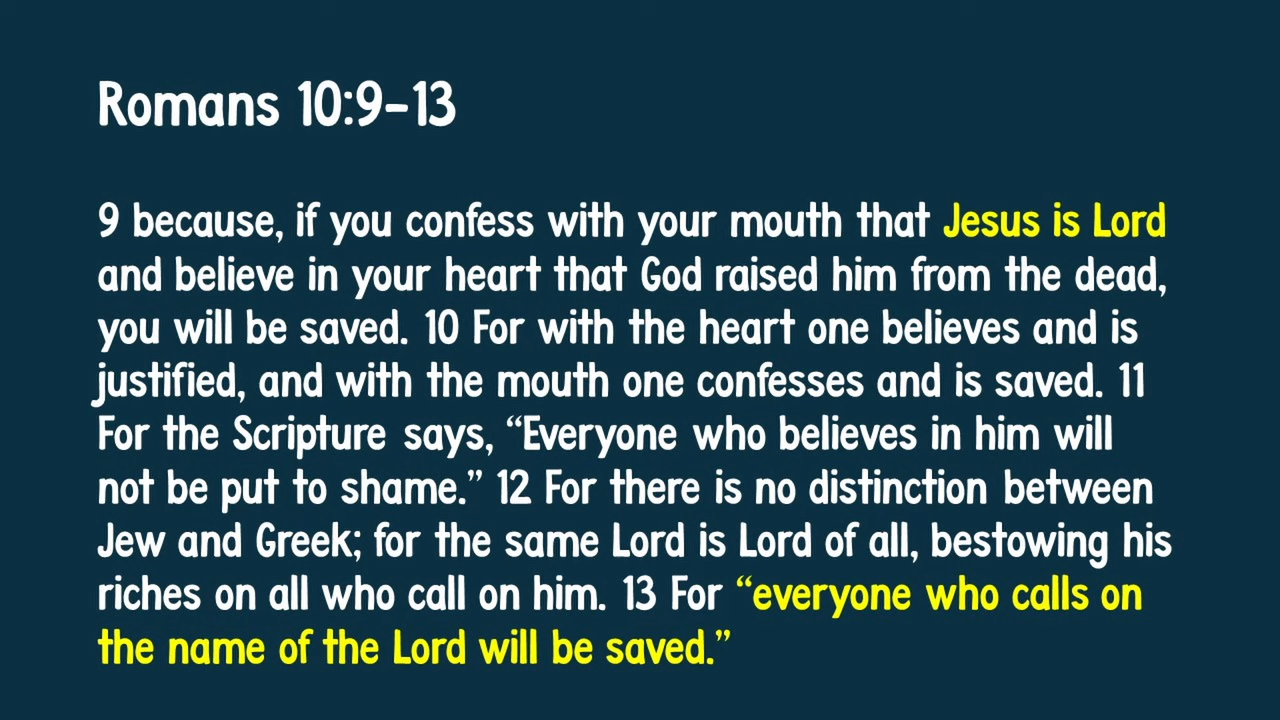 Romans 10:9–13
9 because, if you confess with your mouth that Jesus is Lord
and believe in your heart that God raised him from the dead,
you will be saved. 10 For with the heart one believes and is
justified, and with the mouth one confesses and is saved. 11
For the Scripture says, “Everyone who believes in him will
not be put to shame.” 12 For there is no distinction between
Jew and Greek; for the same Lord is Lord of all, bestowing his
riches on all who call on him. 13 For “everyone who calls on
the name of the Lord will be saved.”